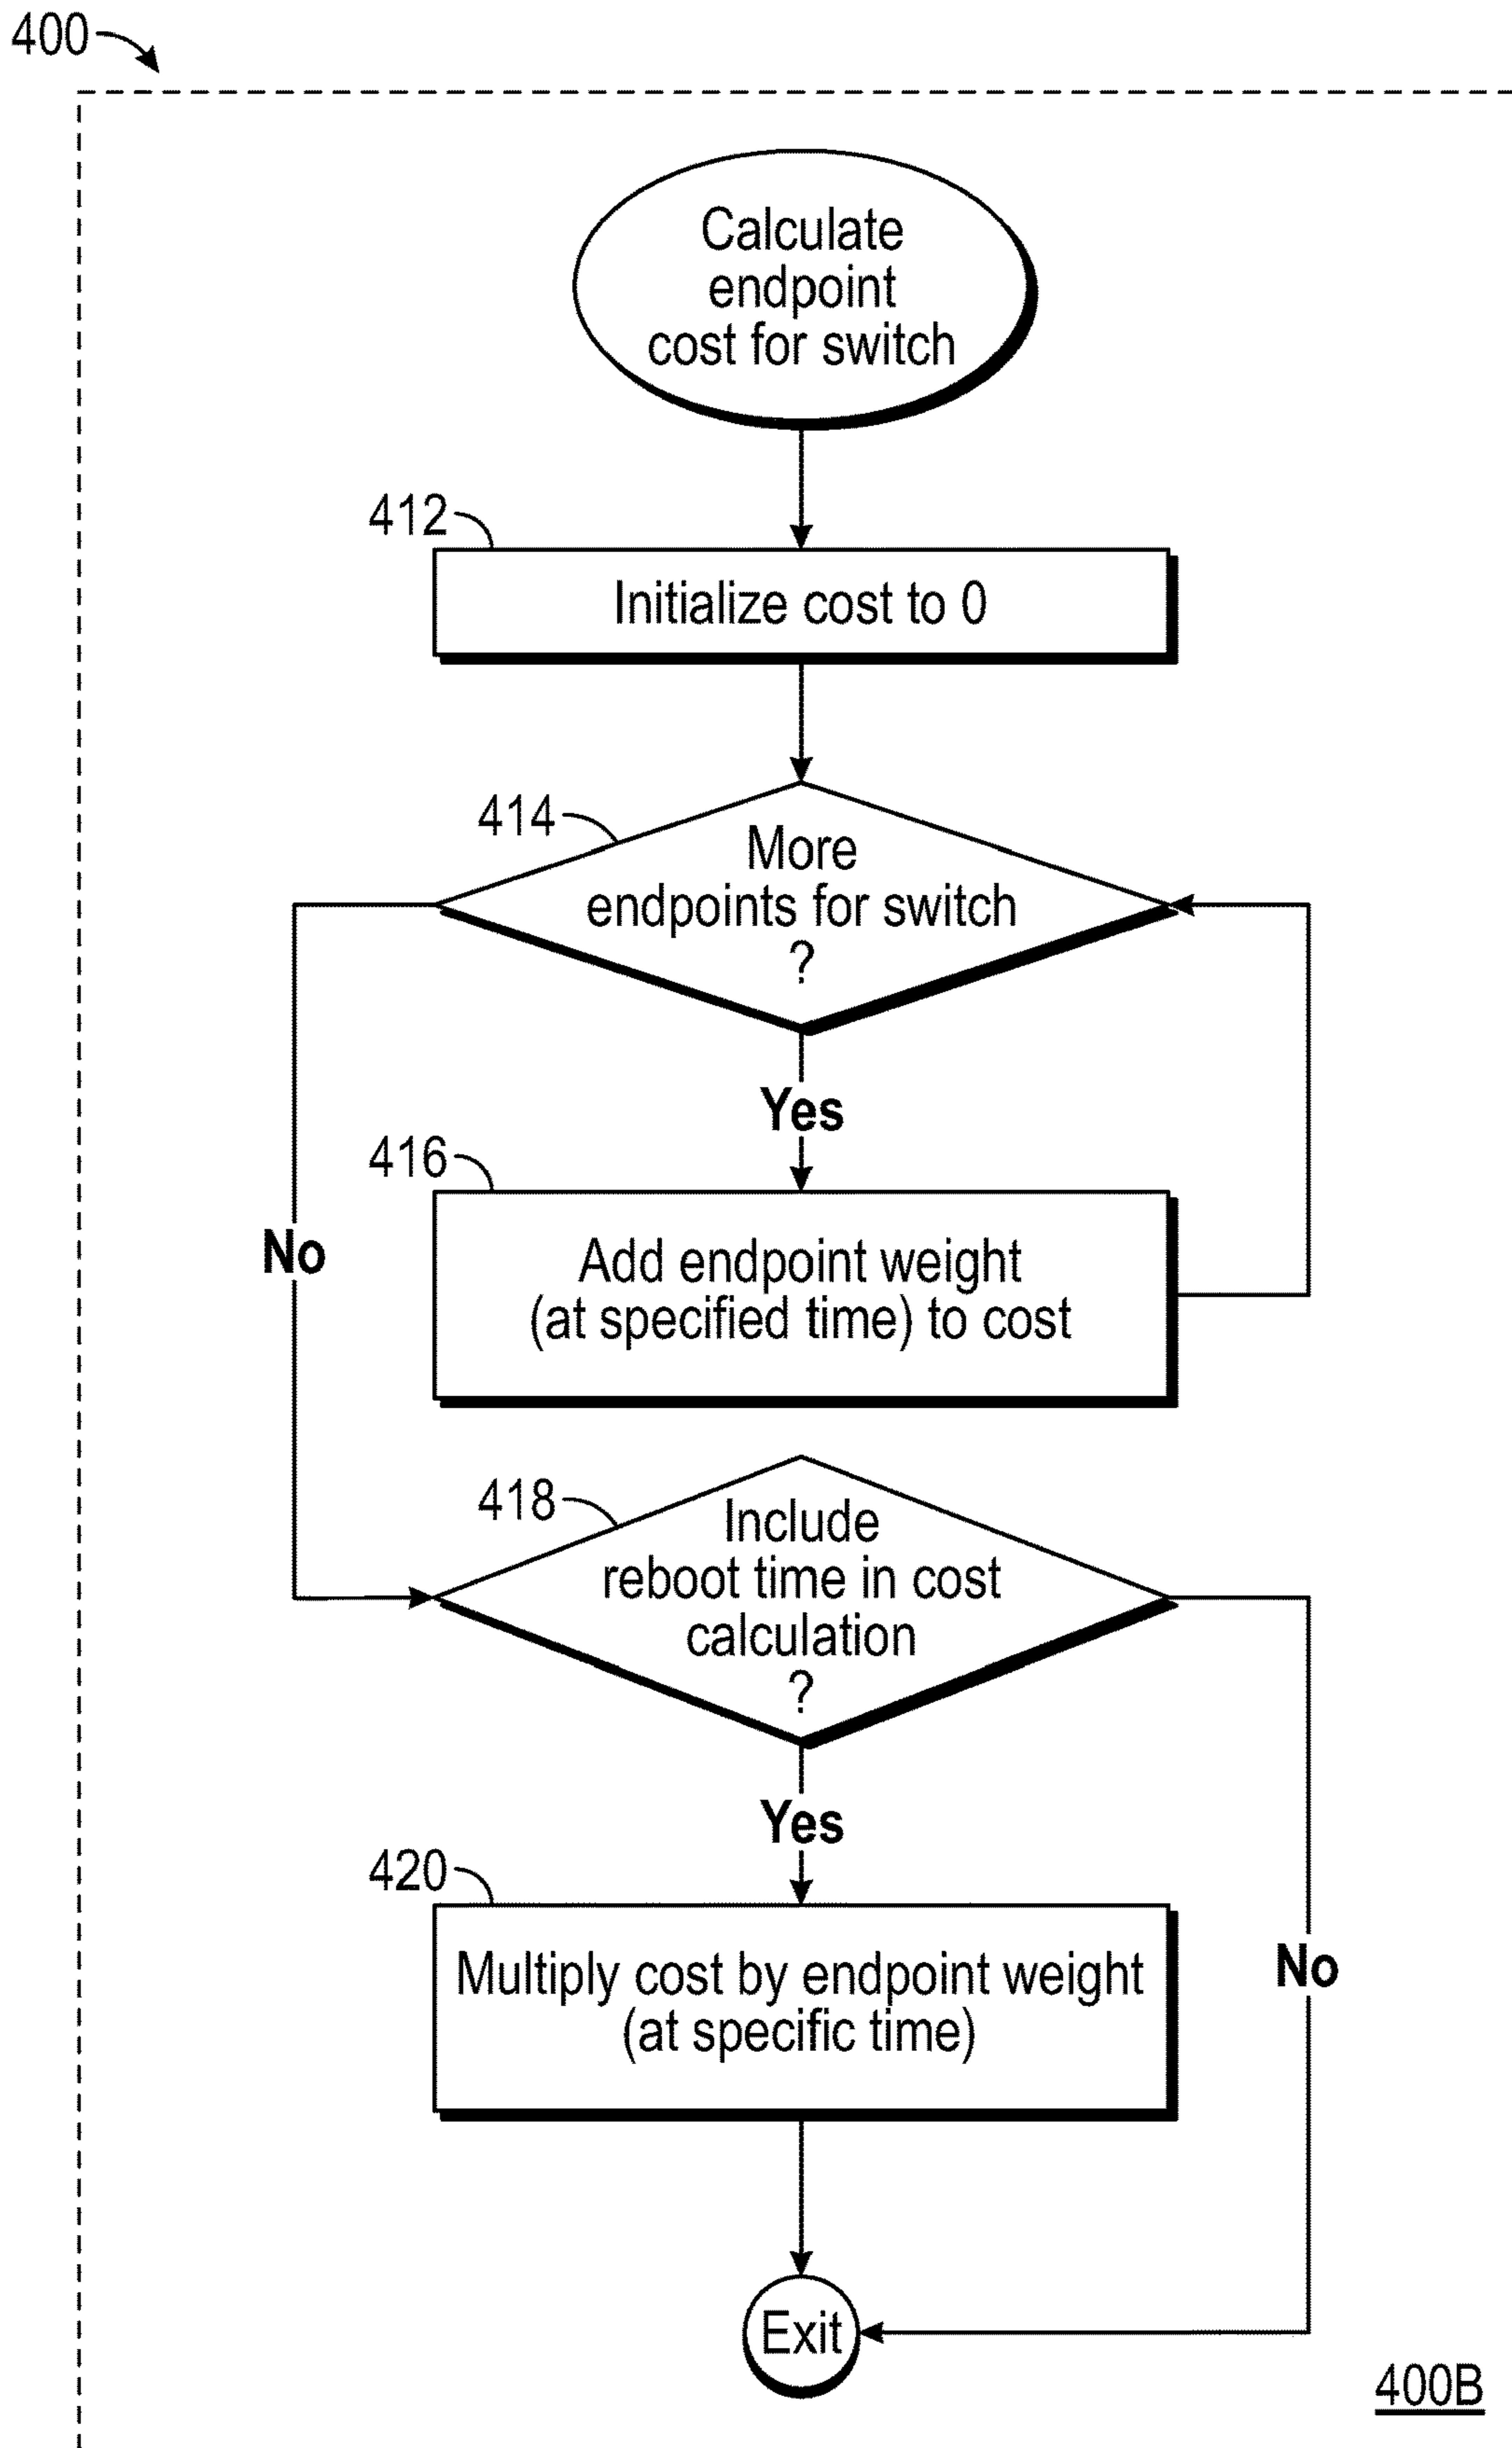 400
Calculate
endpoint
cost for switch
412
Initialize cost to 0
414
More
endpoints for switch
?
Yes
416
Add endpoint weight
(at specified time) to cost
No
418
Include
reboot time in cost
calculation
?
Yes
420
Multiply cost by endpoint weight
(at specific time)
No
Exit
400B